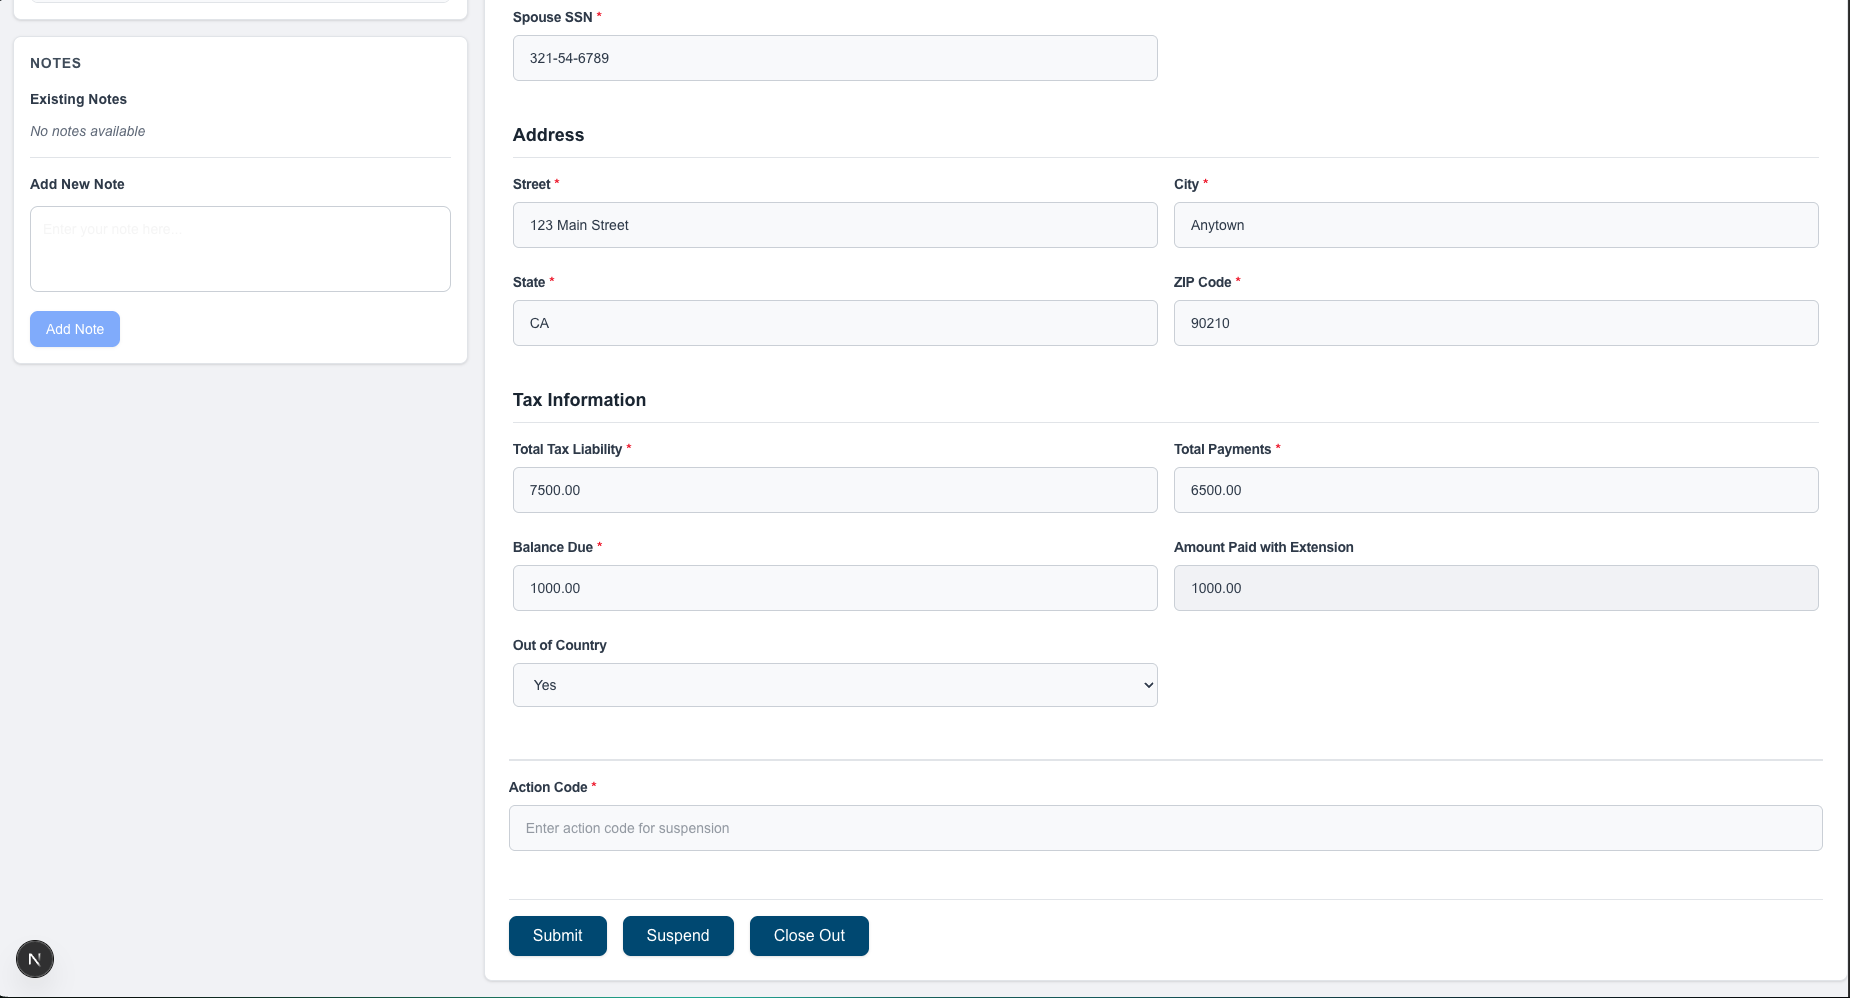 NOTES
Existing Notes
No notes available
Add New Note
Enter your note here...
Add Note
Spouse SSN *
321-54-6789
Address
Street *
City *
123 Main Street
Anytown
State *
ZIP Code *
CA
90210
Tax Information
Total Tax Liability *
Total Payments *
7500.00
6500.00
Balance Due *
Amount Paid with Extension
1000.00
1000.00
Out of Country
Yes
Action Code *
Enter action code for suspension
Submit
Suspend
Close Out
N